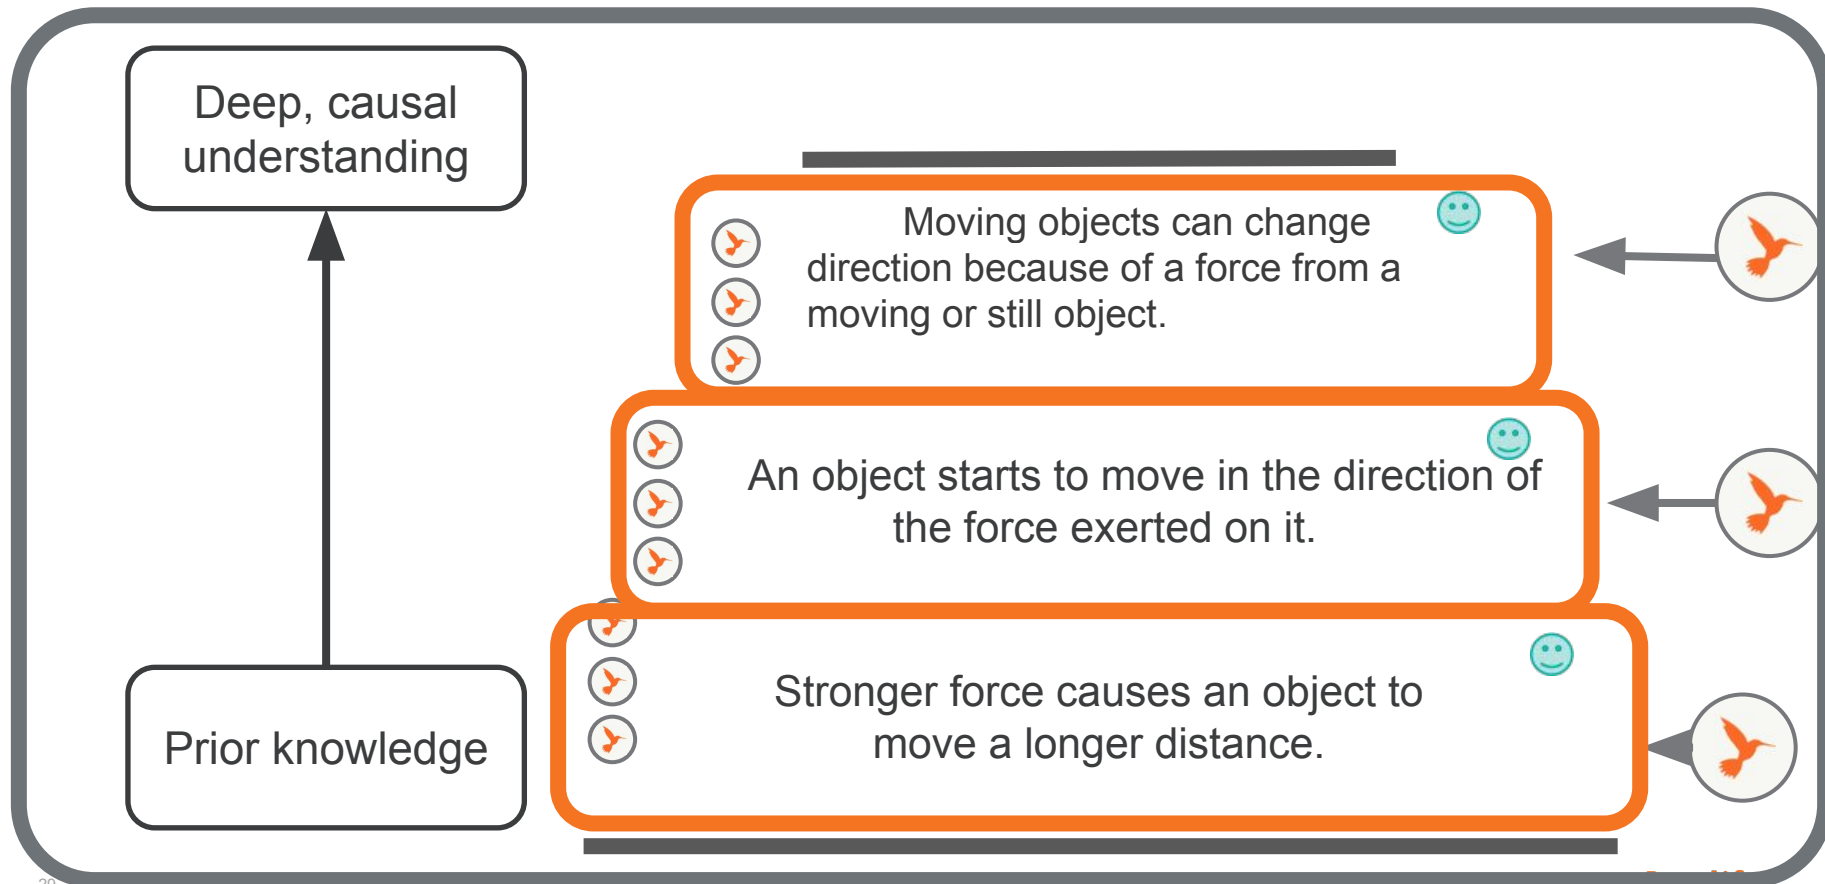 Deep, causal
understanding
Moving objects can change
direction because of a force from a
moving or still object.
An object starts to move in the direction of
the force exerted on it.
Stronger force causes an object to
move a longer distance.
Prior knowledge